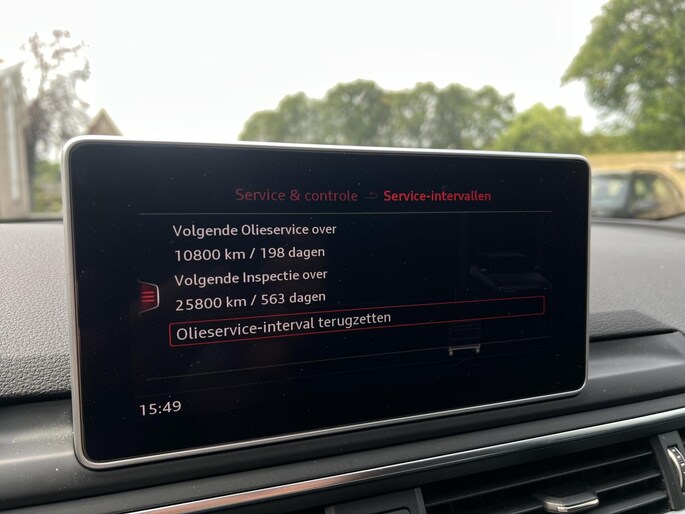 Service & controle Service-intervallen
Volgende Olieservice over
10800 km / 198 dagen
Volgende Inspectie over
25800 km / 563 dagen
Olieservice-interval terugzetten
15:49